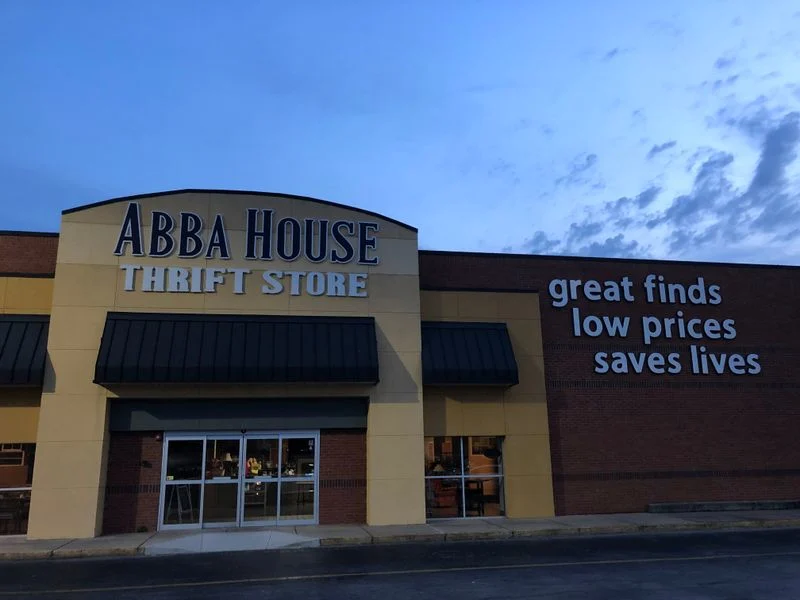 ABBA HOUSE
THRIFT STORE
great finds
low prices
saves lives